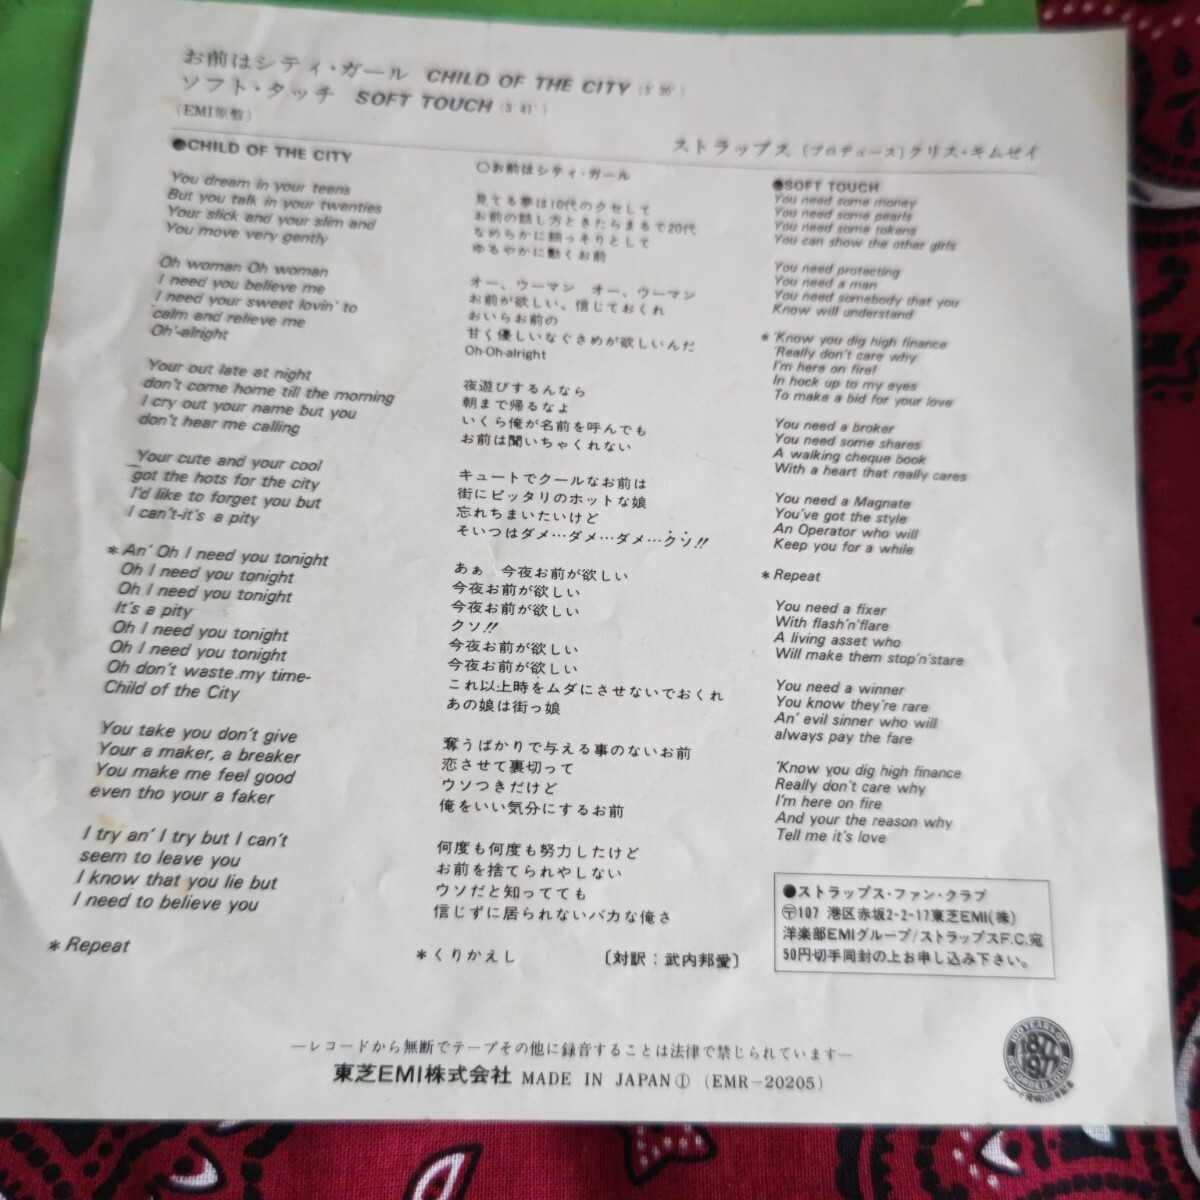 お前はシティ・ガール CHILD OF THE CITY (3'30")
ソフト・タッチ SOFT TOUCH (3'41")
(EMI原盤)
ストラップス (プロデュース)クリス・キムゼイ
●CHILD OF THE CITY
You dream in your teens
But you talk in your twenties
Your slick and your slim and
You move very gently
Oh woman Oh woman
I need you believe me
I need your sweet lovin' to
calm and relieve me
Oh'-alright
Your out late at night
don't come home till the morning
I cry out your name but you
don't hear me calling
Your cute and your cool
got the hots for the city
I'd like to forget you but
I can't-it's a pity
*An' Oh I need you tonight
Oh I need you tonight
Oh I need you tonight
It's a pity
Oh I need you tonight
Oh I need you tonight
Oh don't waste my time-
Child of the City
You take you don't give
Your a maker, a breaker
You make me feel good
even tho your a faker
I try an' I try but I can't
seem to leave you
I know that you lie but
I need to believe you
*Repeat
○お前はシティ・ガール
見てる夢は10代のクセして
お前の話し方ときたらまるで20代
なめらかに細っそりとして
ゆるやかに動くお前
オー、ウーマン オー、ウーマン
お前が欲しい、信じておくれ
おいらお前の
甘く優しいなぐさめが欲しいんだ
Oh-Oh-alright
夜遊びするんなら
朝まで帰るなよ
いくら俺が名前を呼んでも
お前は聞いちゃくれない
キュートでクールなお前は
街にピッタリのホットな娘
忘れちまいたいけど
そいつはダメ…ダメ…ダメ…クソ!!
あぁ 今夜お前が欲しい
今夜お前が欲しい
今夜お前が欲しい
クソ!!
今夜お前が欲しい
今夜お前が欲しい
これ以上時をムダにさせないでおくれ
あの娘は街っ娘
奪うばかりで与える事のないお前
恋させて裏切って
ウソつきだけど
俺をいい気分にするお前
何度も何度も努力したけど
お前を捨てられやしない
ウソだと知ってても
信じずに居られないバカな俺さ
*くりかえし 〔対訳：武内邦愛〕
●SOFT TOUCH
You need some money
You need some pearls
You need some tokens
You can show the other girls
You need protecting
You need a man
You need somebody that you
Know will understand
*'Know you dig high finance
'Really don't care why
I'm here on fire!
In hock up to my eyes
To make a bid for your love
You need a broker
You need some shares
A walking cheque book
With a heart that really cares
You need a Magnate
You've got the style
An Operator who will
Keep you for a while
*Repeat
You need a fixer
With flash'n'flare
A living asset who
Will make them stop'n'stare
You need a winner
You know they're rare
An' evil sinner who will
always pay the fare
'Know you dig high finance
Really don't care why
I'm here on fire
And your the reason why
Tell me it's love
●ストラップス・ファン・クラブ
〶107 港区赤坂2-2-17東芝EMI(株)
洋楽部EMIグループ/ストラップスF.C.宛
50円切手同封の上お申し込み下さい。
—レコードから無断でテープその他に録音することは法律で禁じられています—
東芝EMI株式会社 MADE IN JAPAN Ⓘ (EMR-20205)
100 YEARS OF
1877
1977
RECORDED SOUND
レコード発明100年記念